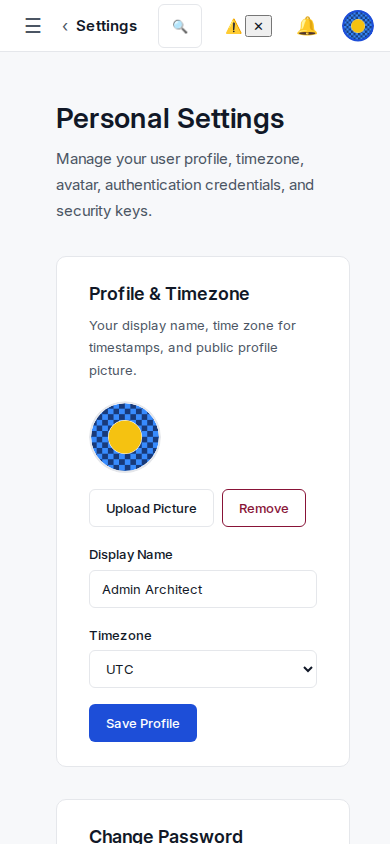 Settings
Personal Settings
Manage your user profile, timezone,
avatar, authentication credentials, and
security keys.
Profile & Timezone
Your display name, time zone for
timestamps, and public profile
picture.
Upload Picture
Remove
Display Name
Admin Architect
Timezone
UTC
Save Profile
Change Password